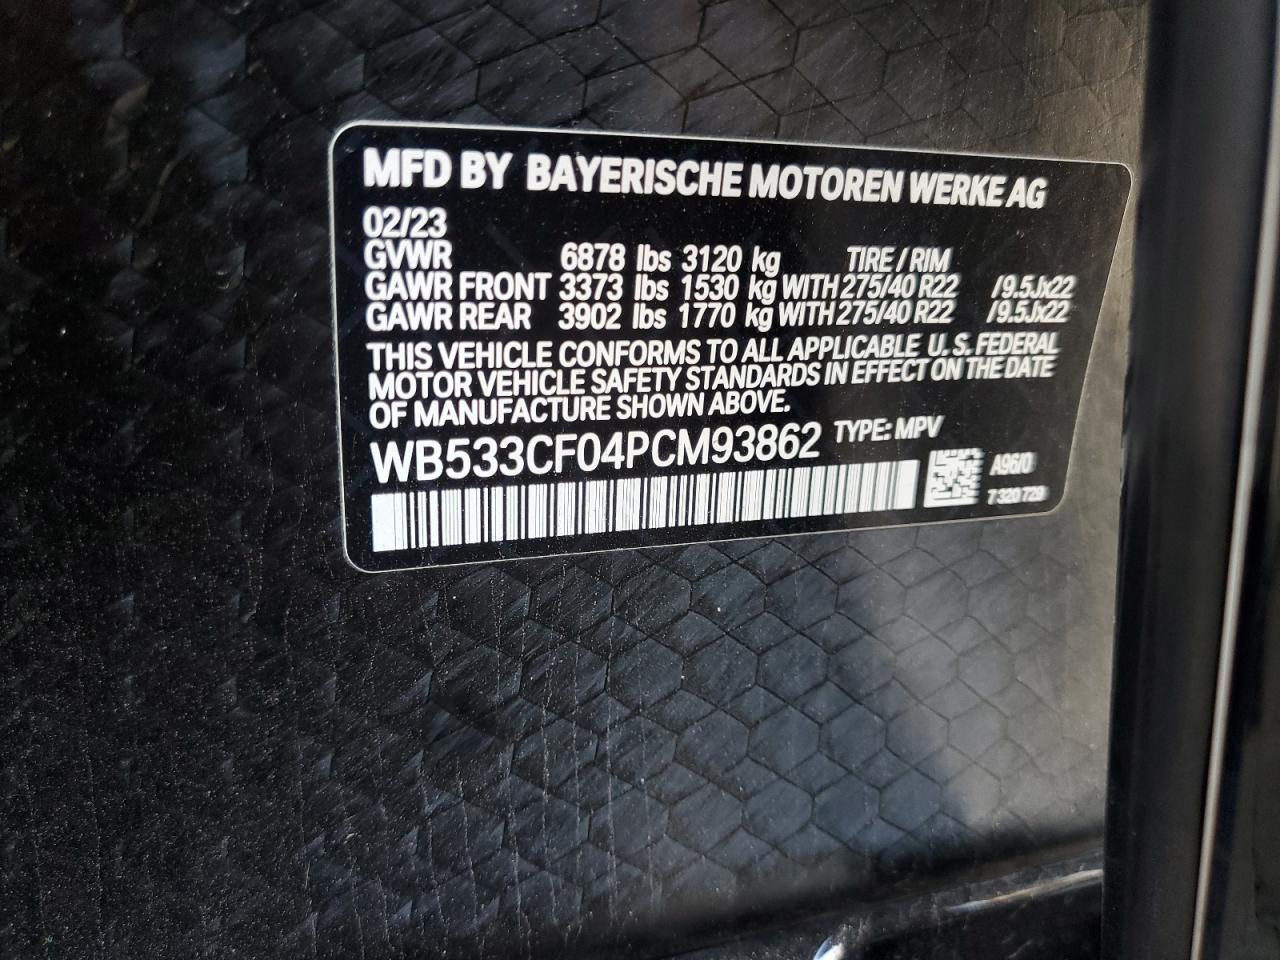 MFD BY BAYERISCHE MOTOREN WERKE AG
02/23
GVWR 6878 lbs 3120 kg TIRE / RIM
GAWR FRONT 3373 lbs 1530 kg WITH 275/40 R22 /9.5Jx22
GAWR REAR 3902 lbs 1770 kg WITH 275/40 R22 /9.5Jx22
THIS VEHICLE CONFORMS TO ALL APPLICABLE U.S. FEDERAL
MOTOR VEHICLE SAFETY STANDARDS IN EFFECT ON THE DATE
OF MANUFACTURE SHOWN ABOVE.
WB533CF04PCM93862 TYPE: MPV
A96/0
7 320 729